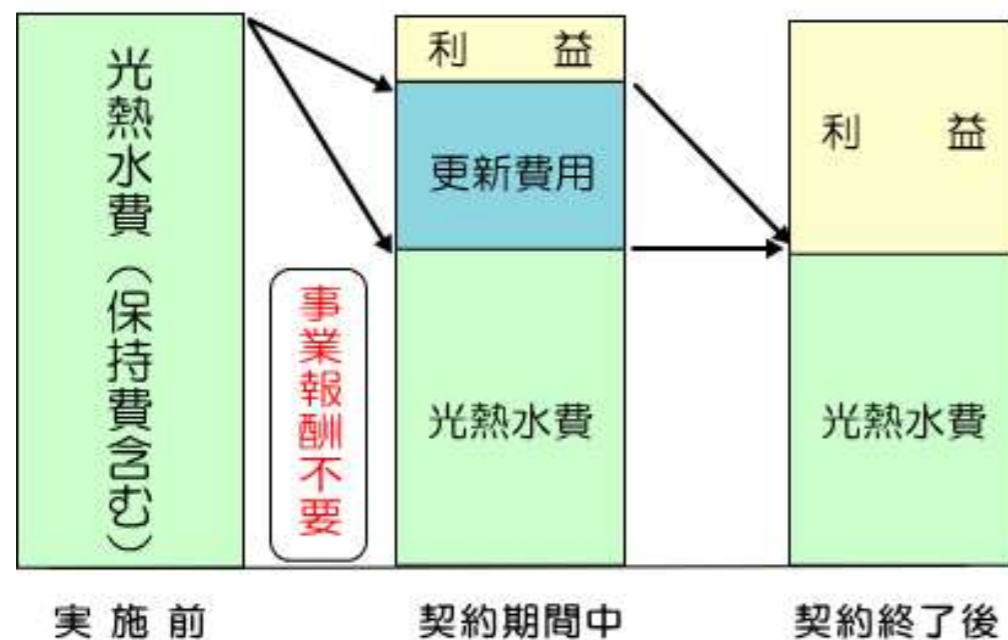 光熱水費（保持費含む）
事業報酬不要
利　益
更新費用
光熱水費
利　益
光熱水費
実施前
契約期間中
契約終了後